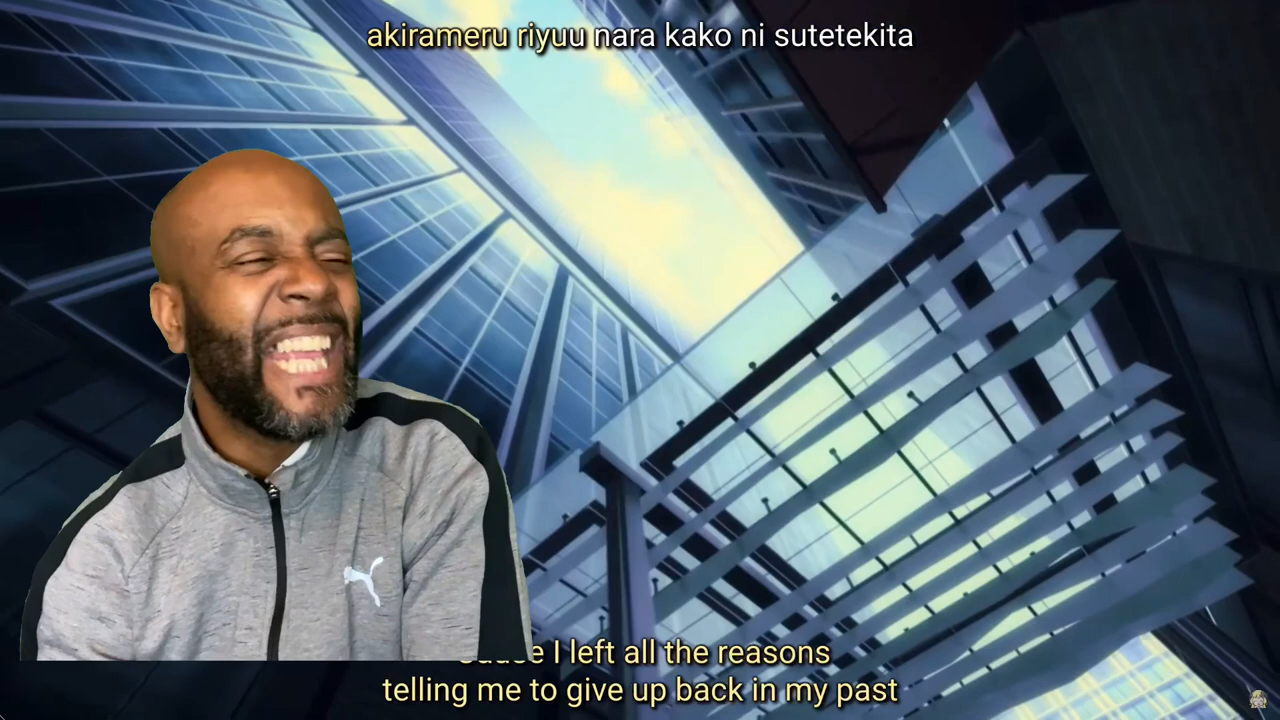 akirameru riyuu nara kako ni sutetekita
I left all the reasons
telling me to give up back in my past